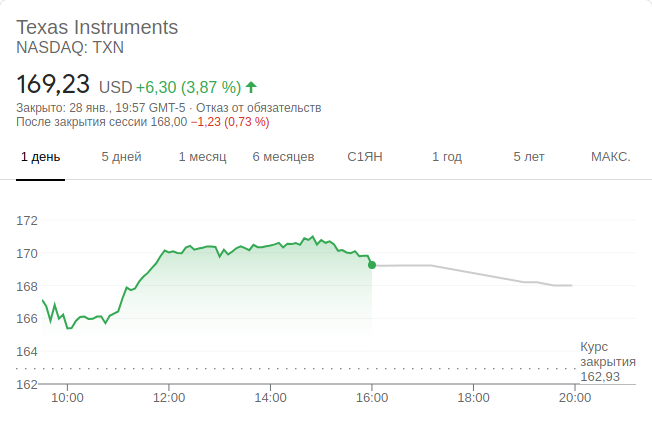 Texas Instruments
NASDAQ: TXN
169,23 USD +6,30 (3,87 %)
Закрыто: 28 янв., 19:57 GMT-5 · Отказ от обязательств
После закрытия сессии 168,00 −1,23 (0,73 %)
1 день 5 дней 1 месяц 6 месяцев С1ЯН 1 год 5 лет МАКС.
172
170
168
166
164
Курс
закрытия
162,93
162
10:00 12:00 14:00 16:00 18:00 20:00